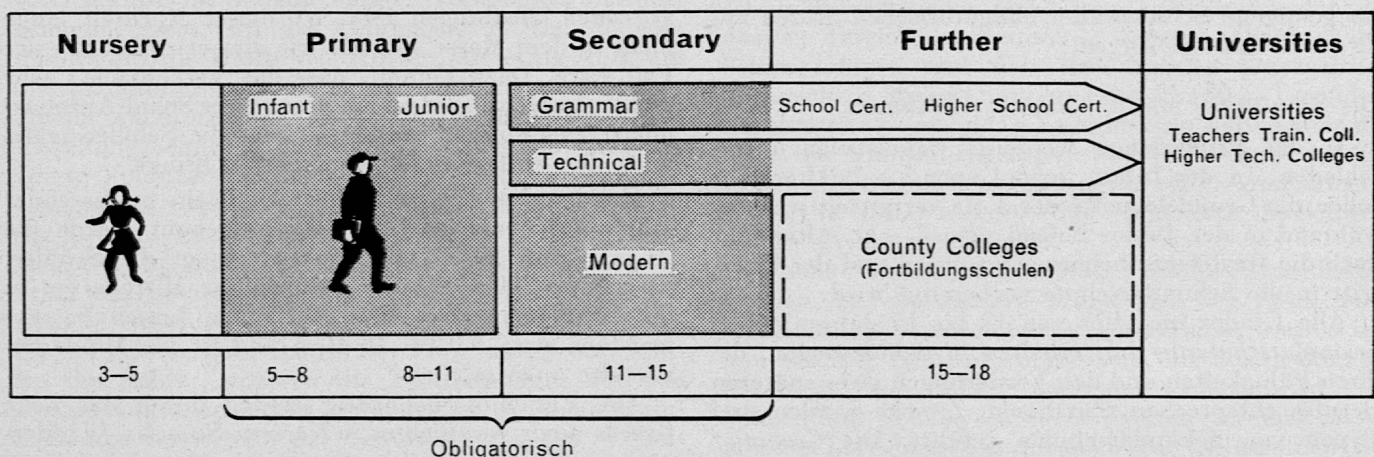 Nursery Primary Secondary Further Universities
Infant Junior Grammar School Cert. Higher School Cert. Universities
Teachers Train. Coll.
Technical Higher Tech. Colleges
Modern County Colleges
(Fortbildungsschulen)
3–5 5–8 8–11 11–15 15–18
Obligatorisch